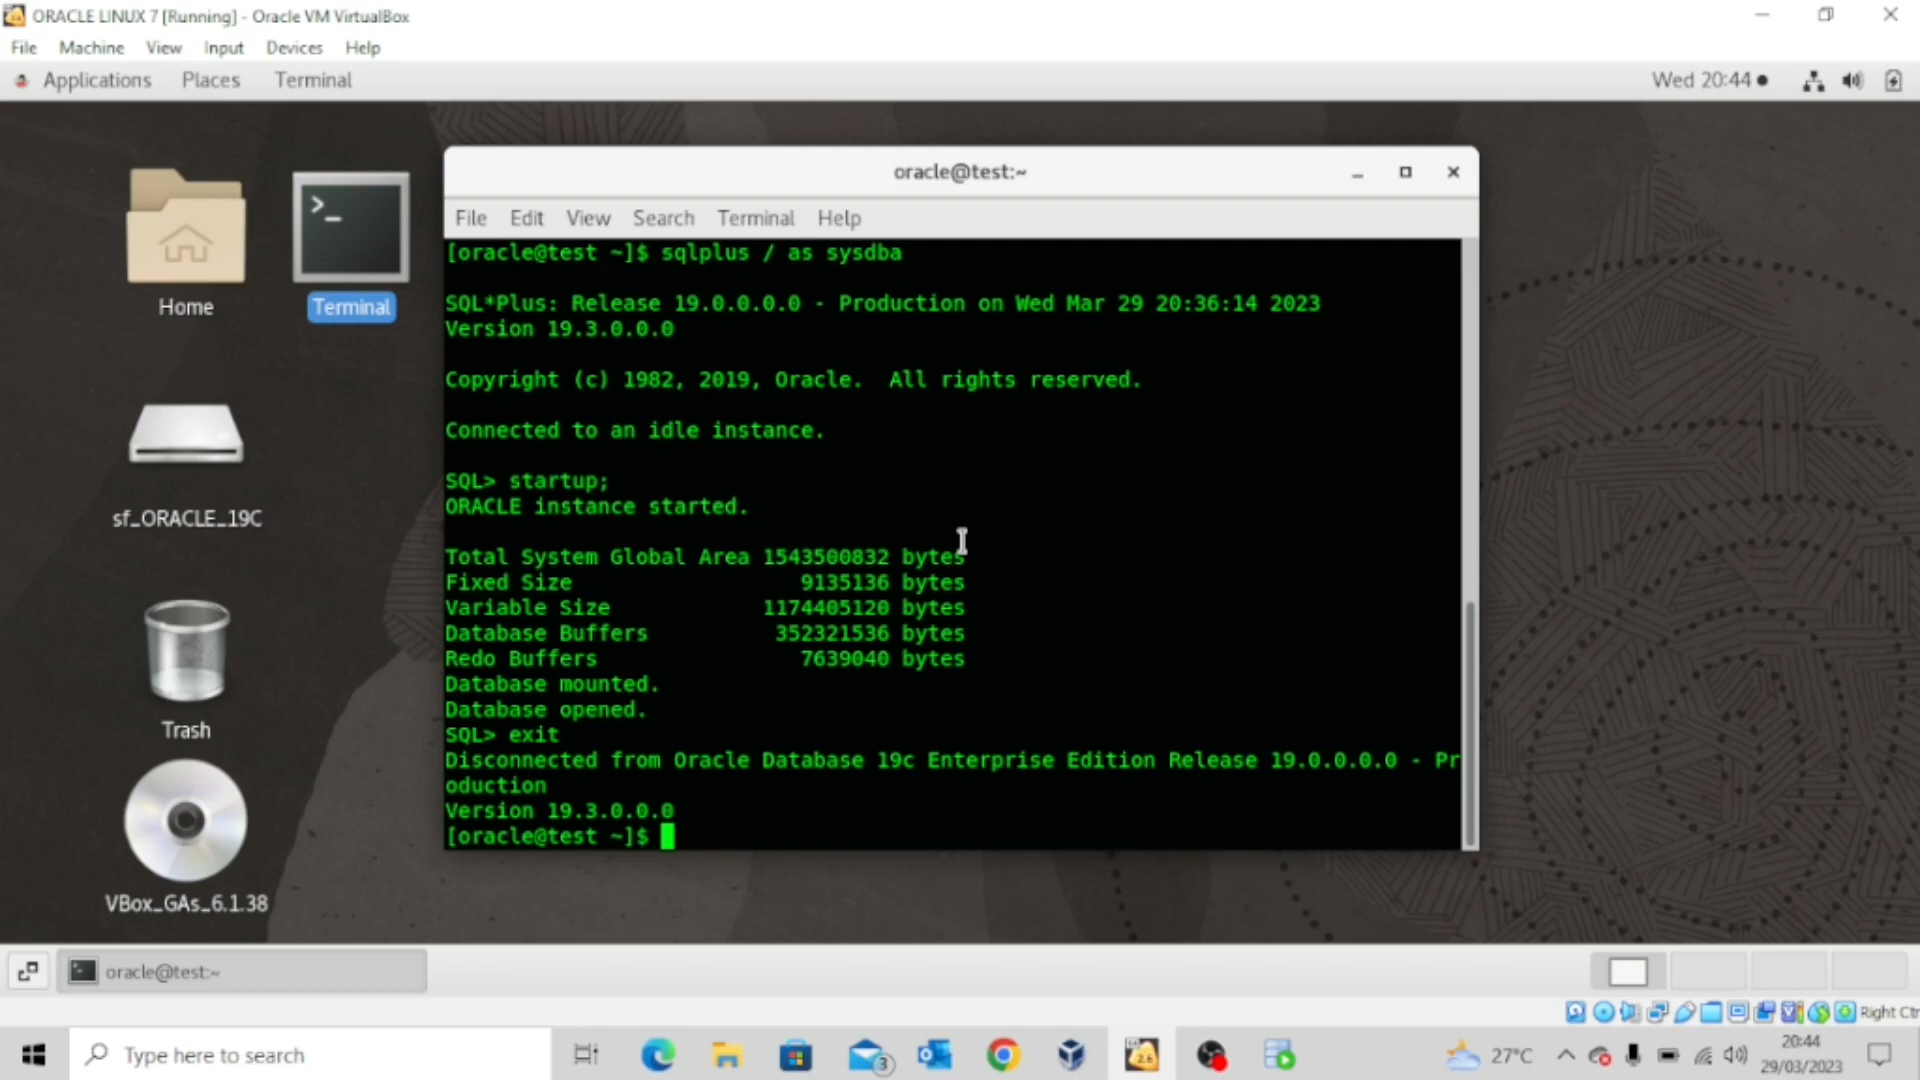 ORACLE LINUX 7 [Running] - Oracle VM VirtualBox
File Machine View Input Devices Help
Applications Places Terminal
Wed 20:44
oracle@test:~
File Edit View Search Terminal Help
[oracle@test ~]$ sqlplus / as sysdba
SQL*Plus: Release 19.0.0.0.0 - Production on Wed Mar 29 20:36:14 2023
Version 19.3.0.0.0
Copyright (c) 1982, 2019, Oracle.  All rights reserved.
Connected to an idle instance.
SQL> startup;
ORACLE instance started.
Total System Global Area 1543500832 bytes
Fixed Size 9135136 bytes
Variable Size 1174405120 bytes
Database Buffers 352321536 bytes
Redo Buffers 7639040 bytes
Database mounted.
Database opened.
SQL> exit
Disconnected from Oracle Database 19c Enterprise Edition Release 19.0.0.0.0 - Pr
oduction
Version 19.3.0.0.0
[oracle@test ~]$
Home
Terminal
sf_ORACLE_19C
Trash
VBox_GAs_6.1.38
oracle@test:~
Right Ctr
Type here to search
3
2.6
27°C
20:44
29/03/2023